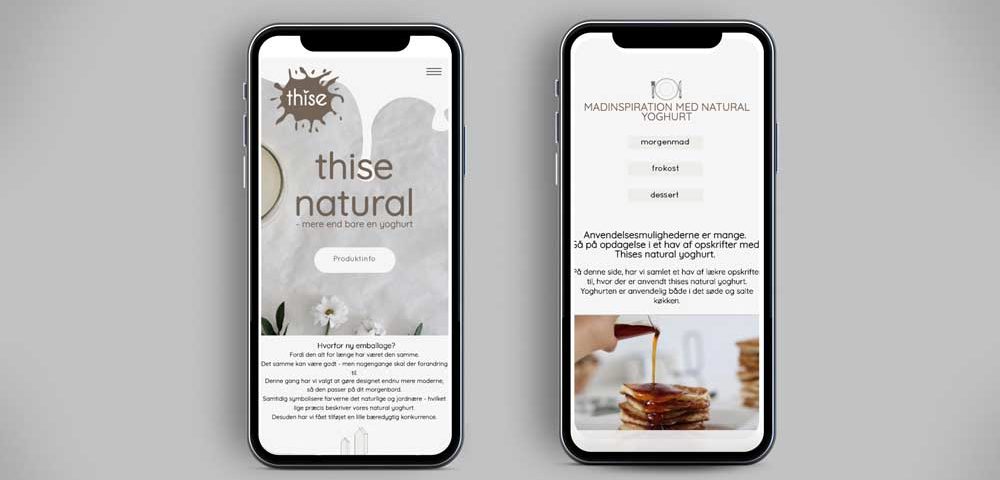 thise
thise
natural
- mere end bare en yoghurt
Produktinfo
Hvorfor ny emballage?
Fordi den alt for længe har været den samme.
Det samme kan være godt - men nogengange skal der forandring
til.
Denne gang har vi valgt at gøre designet endnu mere moderne,
så den passer på dit morgenbord.
Samtidig symbolisere farverne det naturlige og jordnære - hvilket
lige præcis beskriver vores natural yoghurt.
Desuden har vi fået tilføjet en lille bæredygtig konkurrence.
MADINSPIRATION MED NATURAL
YOGHURT
morgenmad
frokost
dessert
Anvendelsesmulighederne er mange.
Gå på opdagelse i et hav af opskrifter med
Thises natural yoghurt.
På denne side, har vi samlet et hav af lækre opskrifter
til, hvor der er anvendt thises natural yoghurt.
Yoghurten er anvendelig både i det søde og salte
køkken.